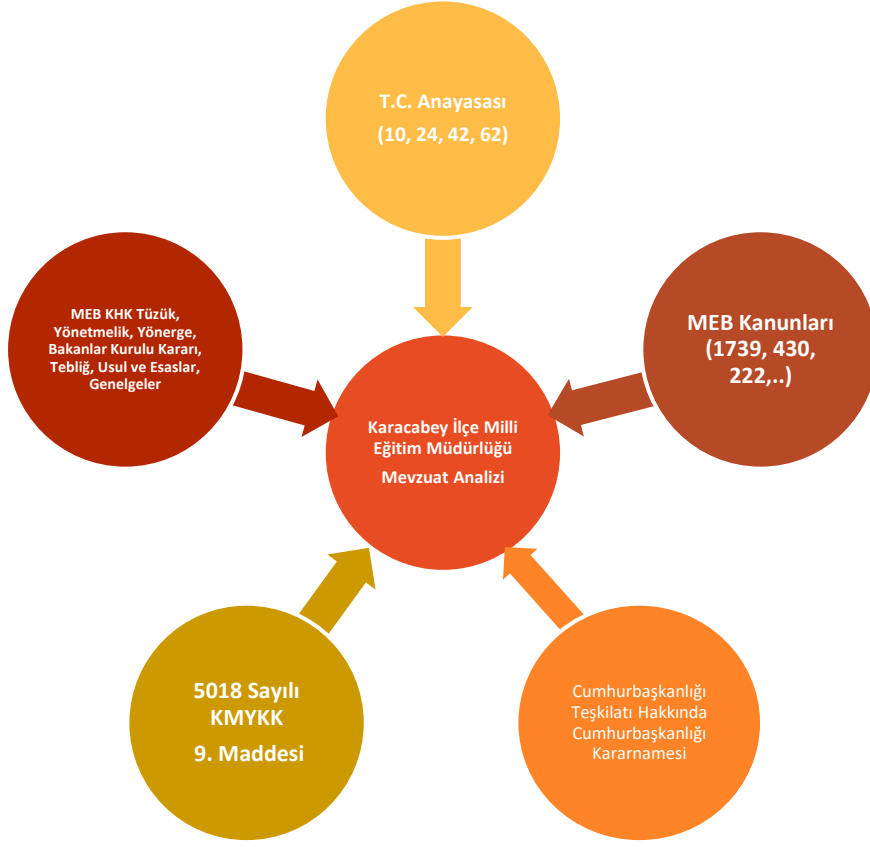 T.C. Anayasası
(10, 24, 42, 62)
MEB KHK Tüzük,
Yönetmelik, Yönerge,
Bakanlar Kurulu Kararı,
Tebliğ, Usul ve Esaslar,
Genelgeler
MEB Kanunları
(1739, 430,
222,..)
Karacabey İlçe Milli
Eğitim Müdürlüğü
Mevzuat Analizi
5018 Sayılı
KMYKK
9. Maddesi
Cumhurbaşkanlığı
Teşkilatı Hakkında
Cumhurbaşkanlığı
Kararnamesi